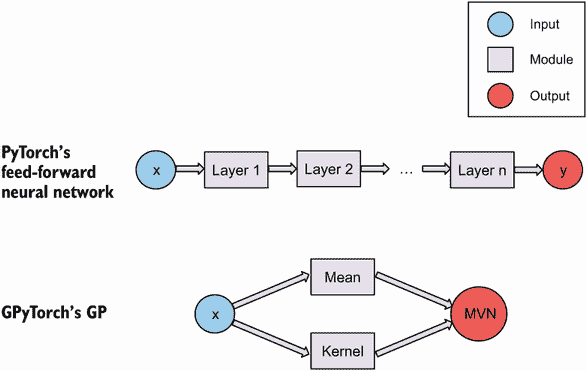 Input
Module
Output
PyTorch's
feed-forward
neural network
x
Layer 1
Layer 2
...
Layer n
y
GPyTorch's GP
x
Mean
Kernel
MVN